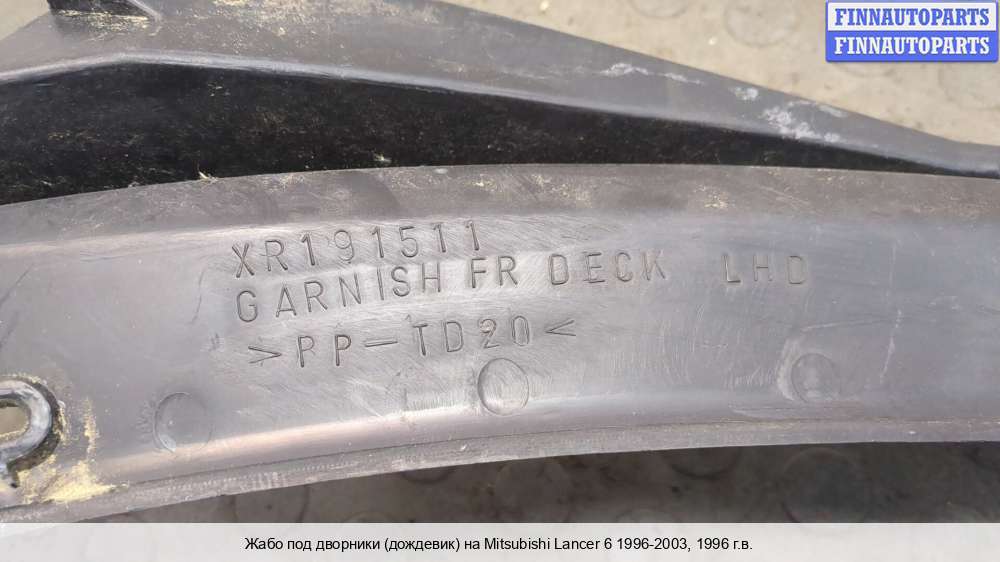 FINNAUTOPARTS
FINNAUTOPARTS
XR191511
GARNISH FR DECK LHD
>PP-TD20<
Жабо под дворники (дождевик) на Mitsubishi Lancer 6 1996-2003, 1996 г.в.